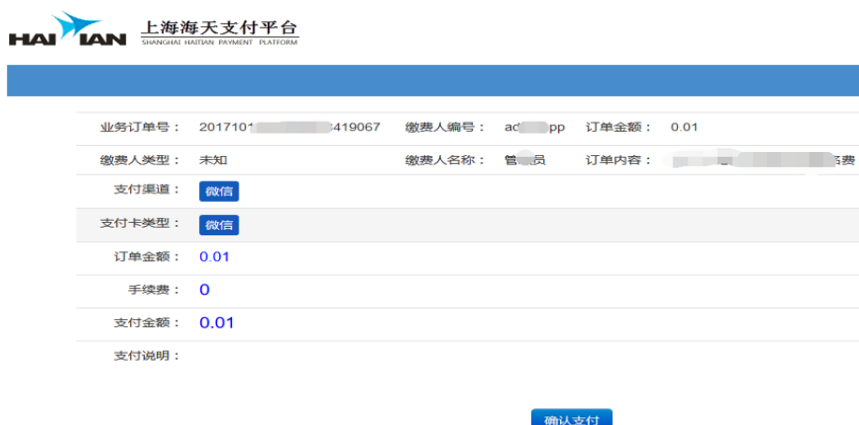 HAITIAN 上海海天支付平台
SHANGHAI HAITIAN PAYMENT PLATFORM
业务订单号： 2017101 419067 缴费人编号： ad pp 订单金额： 0.01
缴费人类型： 未知 缴费人名称： 管 员 订单内容： 费
支付渠道： 微信
支付卡类型： 微信
订单金额： 0.01
手续费： 0
支付金额： 0.01
支付说明：
确认支付